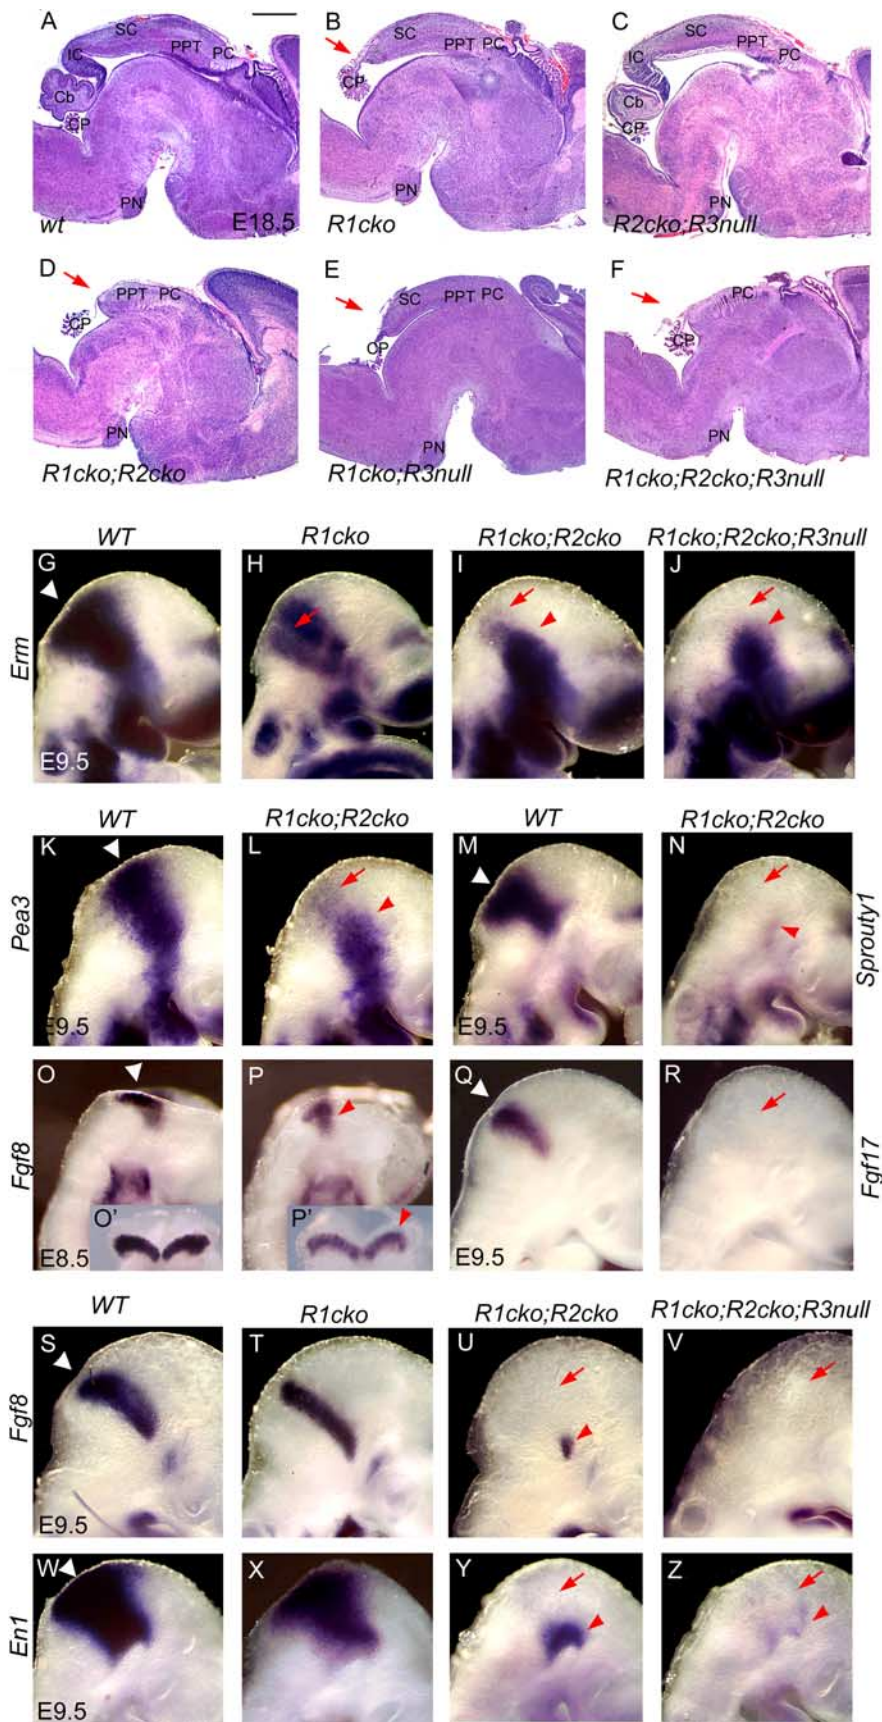 A B C
SC SC SC
PPT PC PPT PC PPT PC
IC IC
Cb CP Cb
CP CP
PN PN PN
wt E18.5 R1cko R2cko;R3null
D E F
PPT PC SC PPT PC PC
CP CP CP
PN PN PN
R1cko;R2cko R1cko;R3null R1cko;R2cko;R3null
WT R1cko R1cko;R2cko R1cko;R2cko;R3null
G H I J
Erm
E9.5
WT R1cko;R2cko WT R1cko;R2cko
K L M N
Pea3 Sprouty1
E9.5 E9.5
O P Q R
Fgf8 Fgf17
O' P'
E8.5 E9.5
WT R1cko R1cko;R2cko R1cko;R2cko;R3null
S T U V
Fgf8
E9.5
W X Y Z
En1
E9.5